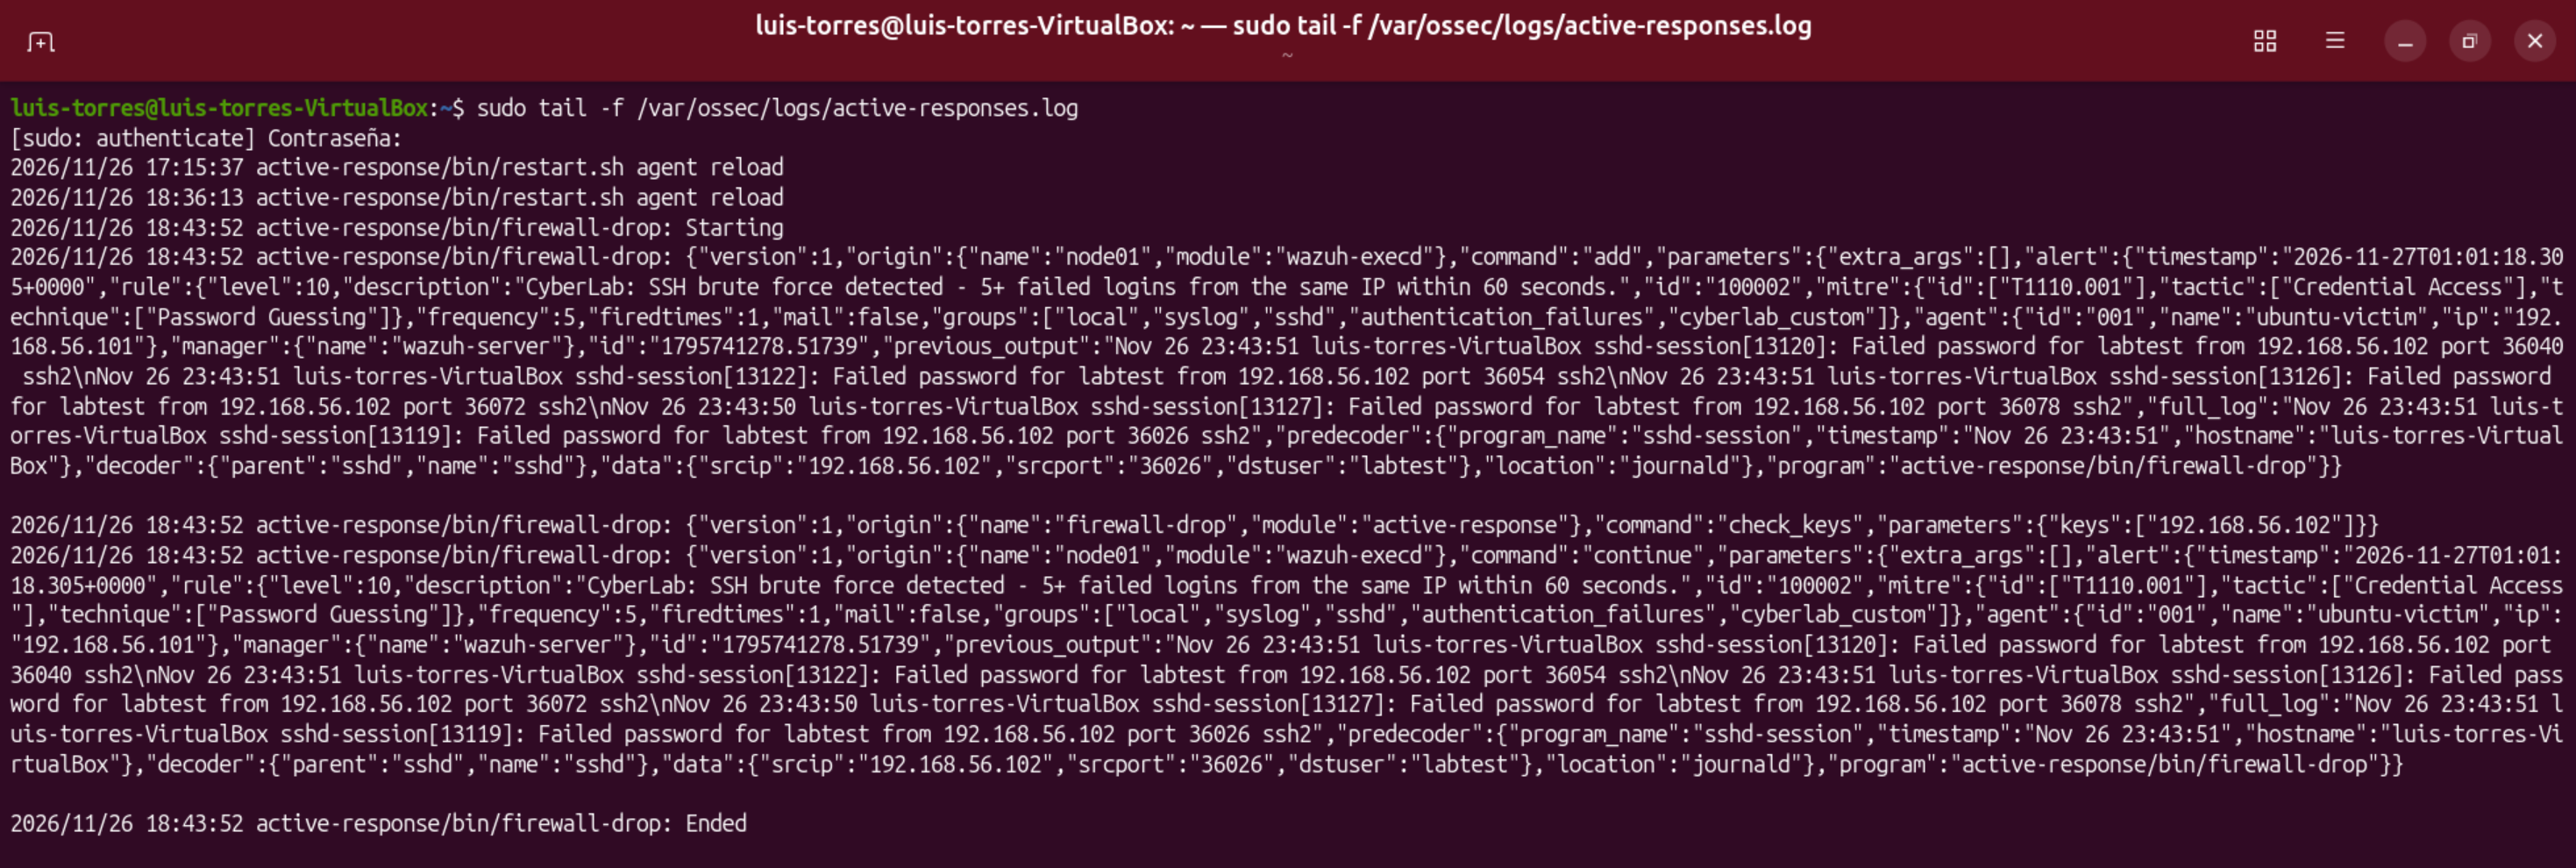 luis-torres@luis-torres-VirtualBox: ~ — sudo tail -f /var/ossec/logs/active-responses.log
~
luis-torres@luis-torres-VirtualBox:~$ sudo tail -f /var/ossec/logs/active-responses.log
[sudo: authenticate] Contraseña:
2026/11/26 17:15:37 active-response/bin/restart.sh agent reload
2026/11/26 18:36:13 active-response/bin/restart.sh agent reload
2026/11/26 18:43:52 active-response/bin/firewall-drop: Starting
2026/11/26 18:43:52 active-response/bin/firewall-drop: {"version":1,"origin":{"name":"node01","module":"wazuh-execd"},"command":"add","parameters":{"extra_args":[],"alert":{"timestamp":"2026-11-27T01:01:18.30
5+0000","rule":{"level":10,"description":"CyberLab: SSH brute force detected - 5+ failed logins from the same IP within 60 seconds.","id":"100002","mitre":{"id":["T1110.001"],"tactic":["Credential Access"],"t
echnique":["Password Guessing"]},"frequency":5,"firedtimes":1,"mail":false,"groups":["local","syslog","sshd","authentication_failures","cyberlab_custom"]},"agent":{"id":"001","name":"ubuntu-victim","ip":"192.
168.56.101"},"manager":{"name":"wazuh-server"},"id":"1795741278.51739","previous_output":"Nov 26 23:43:51 luis-torres-VirtualBox sshd-session[13120]: Failed password for labtest from 192.168.56.102 port 36040
 ssh2\nNov 26 23:43:51 luis-torres-VirtualBox sshd-session[13122]: Failed password for labtest from 192.168.56.102 port 36054 ssh2\nNov 26 23:43:51 luis-torres-VirtualBox sshd-session[13126]: Failed password
for labtest from 192.168.56.102 port 36072 ssh2\nNov 26 23:43:50 luis-torres-VirtualBox sshd-session[13127]: Failed password for labtest from 192.168.56.102 port 36078 ssh2","full_log":"Nov 26 23:43:51 luis-t
orres-VirtualBox sshd-session[13119]: Failed password for labtest from 192.168.56.102 port 36026 ssh2","predecoder":{"program_name":"sshd-session","timestamp":"Nov 26 23:43:51","hostname":"luis-torres-Virtual
Box"},"decoder":{"parent":"sshd","name":"sshd"},"data":{"srcip":"192.168.56.102","srcport":"36026","dstuser":"labtest"},"location":"journald"},"program":"active-response/bin/firewall-drop"}}
2026/11/26 18:43:52 active-response/bin/firewall-drop: {"version":1,"origin":{"name":"firewall-drop","module":"active-response"},"command":"check_keys","parameters":{"keys":["192.168.56.102"]}}
2026/11/26 18:43:52 active-response/bin/firewall-drop: {"version":1,"origin":{"name":"node01","module":"wazuh-execd"},"command":"continue","parameters":{"extra_args":[],"alert":{"timestamp":"2026-11-27T01:01:
18.305+0000","rule":{"level":10,"description":"CyberLab: SSH brute force detected - 5+ failed logins from the same IP within 60 seconds.","id":"100002","mitre":{"id":["T1110.001"],"tactic":["Credential Access
"],"technique":["Password Guessing"]},"frequency":5,"firedtimes":1,"mail":false,"groups":["local","syslog","sshd","authentication_failures","cyberlab_custom"]},"agent":{"id":"001","name":"ubuntu-victim","ip":
"192.168.56.101"},"manager":{"name":"wazuh-server"},"id":"1795741278.51739","previous_output":"Nov 26 23:43:51 luis-torres-VirtualBox sshd-session[13120]: Failed password for labtest from 192.168.56.102 port
36040 ssh2\nNov 26 23:43:51 luis-torres-VirtualBox sshd-session[13122]: Failed password for labtest from 192.168.56.102 port 36054 ssh2\nNov 26 23:43:51 luis-torres-VirtualBox sshd-session[13126]: Failed pass
word for labtest from 192.168.56.102 port 36072 ssh2\nNov 26 23:43:50 luis-torres-VirtualBox sshd-session[13127]: Failed password for labtest from 192.168.56.102 port 36078 ssh2","full_log":"Nov 26 23:43:51 l
uis-torres-VirtualBox sshd-session[13119]: Failed password for labtest from 192.168.56.102 port 36026 ssh2","predecoder":{"program_name":"sshd-session","timestamp":"Nov 26 23:43:51","hostname":"luis-torres-Vi
rtualBox"},"decoder":{"parent":"sshd","name":"sshd"},"data":{"srcip":"192.168.56.102","srcport":"36026","dstuser":"labtest"},"location":"journald"},"program":"active-response/bin/firewall-drop"}}
2026/11/26 18:43:52 active-response/bin/firewall-drop: Ended